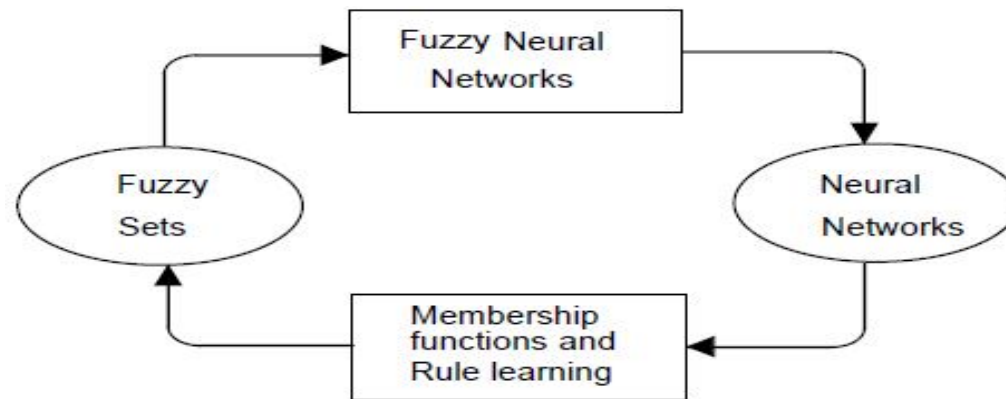 Fuzzy Neural
Networks
Fuzzy
Sets
Neural
Networks
Membership
functions and
Rule learning